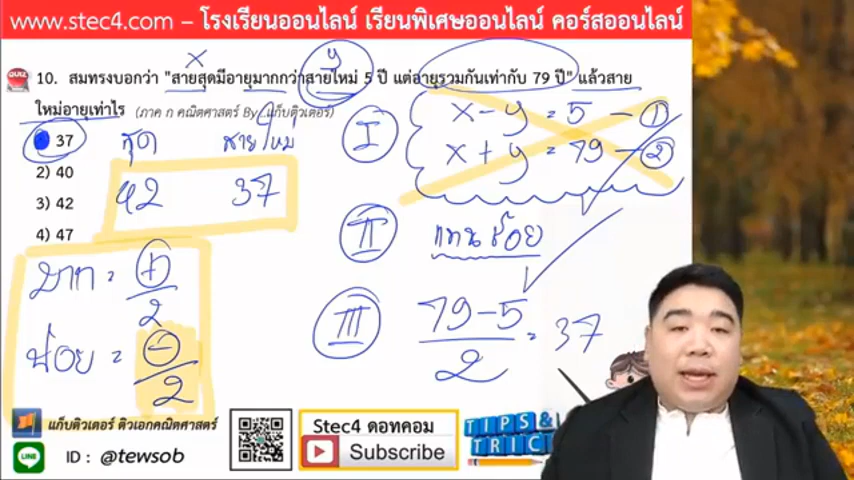 www.stec4.com – โรงเรียนออนไลน์ เรียนพิเศษออนไลน์ คอร์สออนไลน์
x
y
QUIZ
10. สมทรงบอกว่า "สายสุดมีอายุมากกว่าสายใหม่ 5 ปี แต่อายุรวมกันเท่ากับ 79 ปี" แล้วสาย
ใหม่อายุเท่าไร (ภาค ก คณิตศาสตร์ By..แก็บติวเตอร์)
37
2) 40
3) 42
4) 47
สุด สายใหม่
42 37
มาก = + / 2
น้อย = - / 2
I
x - y = 5 - 1
x + y = 79 - 2
II
แทนช้อย
III
79 - 5 / 2 = 37
แก็บติวเตอร์ ติวเอกคณิตศาสตร์
LINE
ID : @tewsob
Stec4 ดอทคอม
Subscribe
TIPS &
TRIC